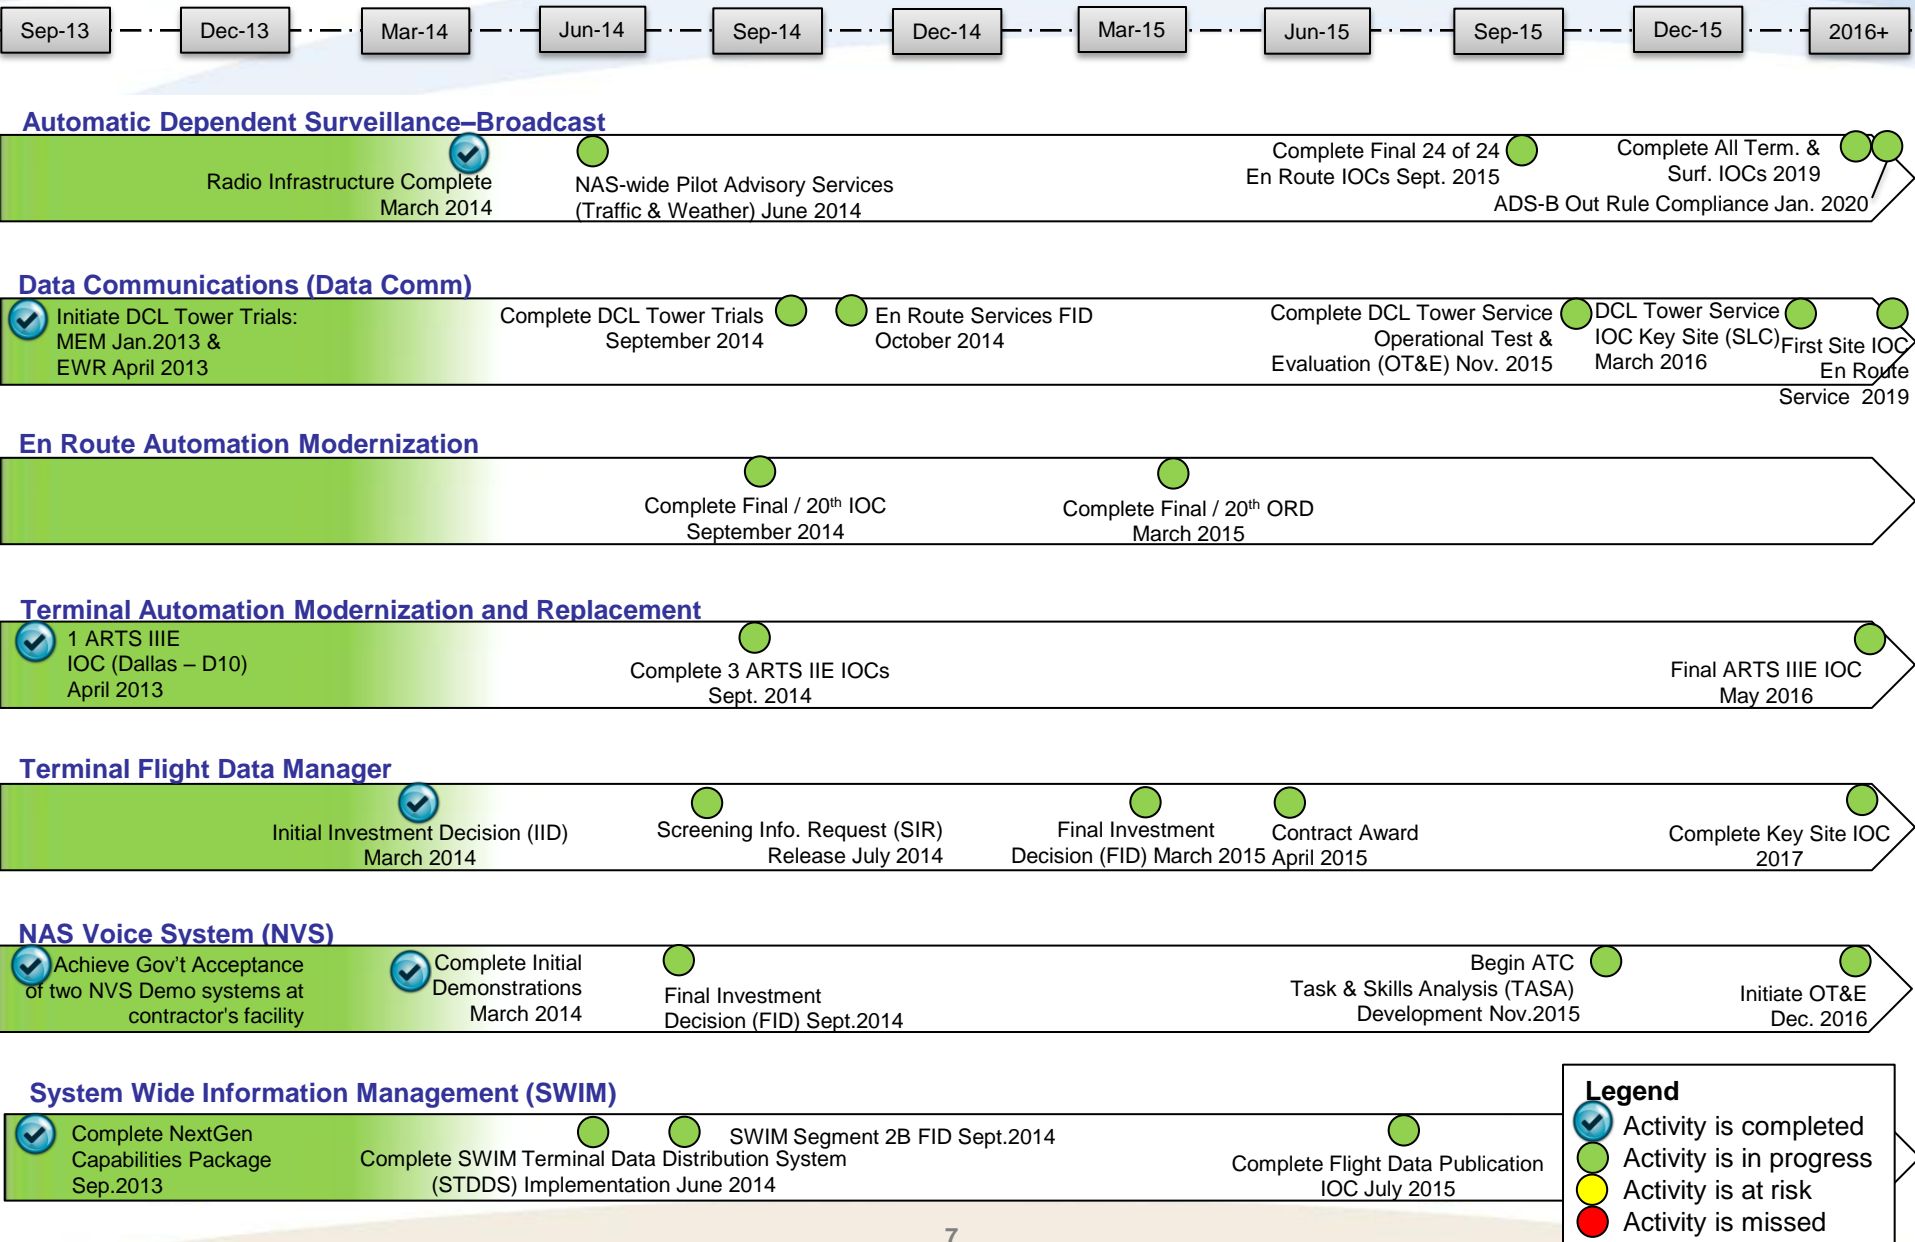 Sep-13 Dec-13 Mar-14 Jun-14 Sep-14 Dec-14 Mar-15 Jun-15 Sep-15 Dec-15 2016+
Automatic Dependent Surveillance–Broadcast
Radio Infrastructure Complete
March 2014
NAS-wide Pilot Advisory Services
(Traffic & Weather) June 2014
Complete Final 24 of 24
En Route IOCs Sept. 2015
Complete All Term. &
Surf. IOCs 2019
ADS-B Out Rule Compliance Jan. 2020
Data Communications (Data Comm)
Initiate DCL Tower Trials:
MEM Jan.2013 &
EWR April 2013
Complete DCL Tower Trials
September 2014
En Route Services FID
October 2014
Complete DCL Tower Service
Operational Test &
Evaluation (OT&E) Nov. 2015
DCL Tower Service
IOC Key Site (SLC)
March 2016
First Site IOC
En Route
Service 2019
En Route Automation Modernization
Complete Final / 20th IOC
September 2014
Complete Final / 20th ORD
March 2015
Terminal Automation Modernization and Replacement
1 ARTS IIIE
IOC (Dallas – D10)
April 2013
Complete 3 ARTS IIE IOCs
Sept. 2014
Final ARTS IIIE IOC
May 2016
Terminal Flight Data Manager
Initial Investment Decision (IID)
March 2014
Screening Info. Request (SIR)
Release July 2014
Final Investment
Decision (FID) March 2015
Contract Award
April 2015
Complete Key Site IOC
2017
NAS Voice System (NVS)
Achieve Gov't Acceptance
of two NVS Demo systems at
contractor's facility
Complete Initial
Demonstrations
March 2014
Final Investment
Decision (FID) Sept.2014
Begin ATC
Task & Skills Analysis (TASA)
Development Nov.2015
Initiate OT&E
Dec. 2016
System Wide Information Management (SWIM)
Complete NextGen
Capabilities Package
Sep.2013
Complete SWIM Terminal Data Distribution System
(STDDS) Implementation June 2014
SWIM Segment 2B FID Sept.2014
Complete Flight Data Publication
IOC July 2015
Legend
Activity is completed
Activity is in progress
Activity is at risk
Activity is missed
7